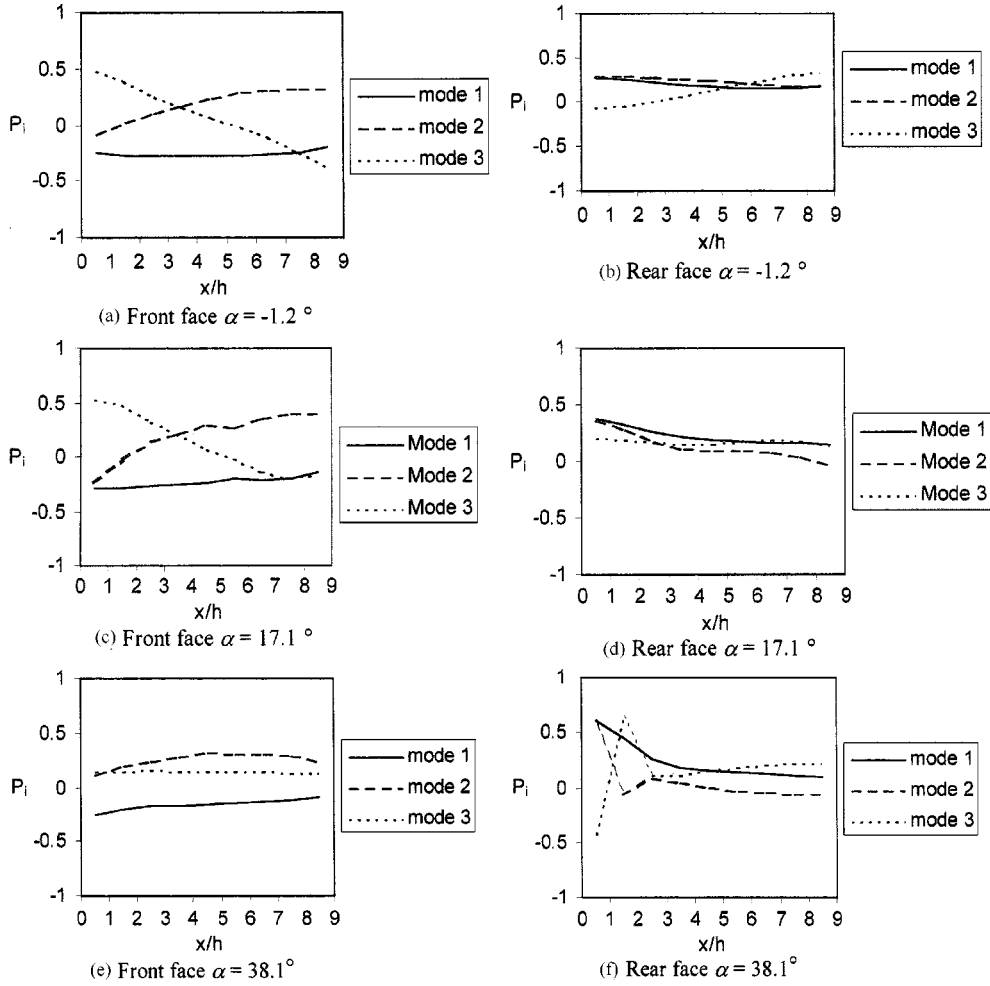 1
0.5
0
-0.5
-1
P_i
0 1 2 3 4 5 6 7 8 9
x/h
mode 1
mode 2
mode 3
(a) Front face α = -1.2 °
1
0.5
0
-0.5
-1
P_i
0 1 2 3 4 5 6 7 8 9
x/h
mode 1
mode 2
mode 3
(b) Rear face α = -1.2 °
1
0.5
0
-0.5
-1
P_i
0 1 2 3 4 5 6 7 8 9
x/h
Mode 1
Mode 2
Mode 3
(c) Front face α = 17.1 °
1
0.5
0
-0.5
-1
P_i
0 1 2 3 4 5 6 7 8 9
x/h
Mode 1
Mode 2
Mode 3
(d) Rear face α = 17.1 °
1
0.5
0
-0.5
-1
P_i
0 1 2 3 4 5 6 7 8 9
x/h
mode 1
mode 2
mode 3
(e) Front face α = 38.1°
1
0.5
0
-0.5
-1
P_i
0 1 2 3 4 5 6 7 8 9
x/h
mode 1
mode 2
mode 3
(f) Rear face α = 38.1°